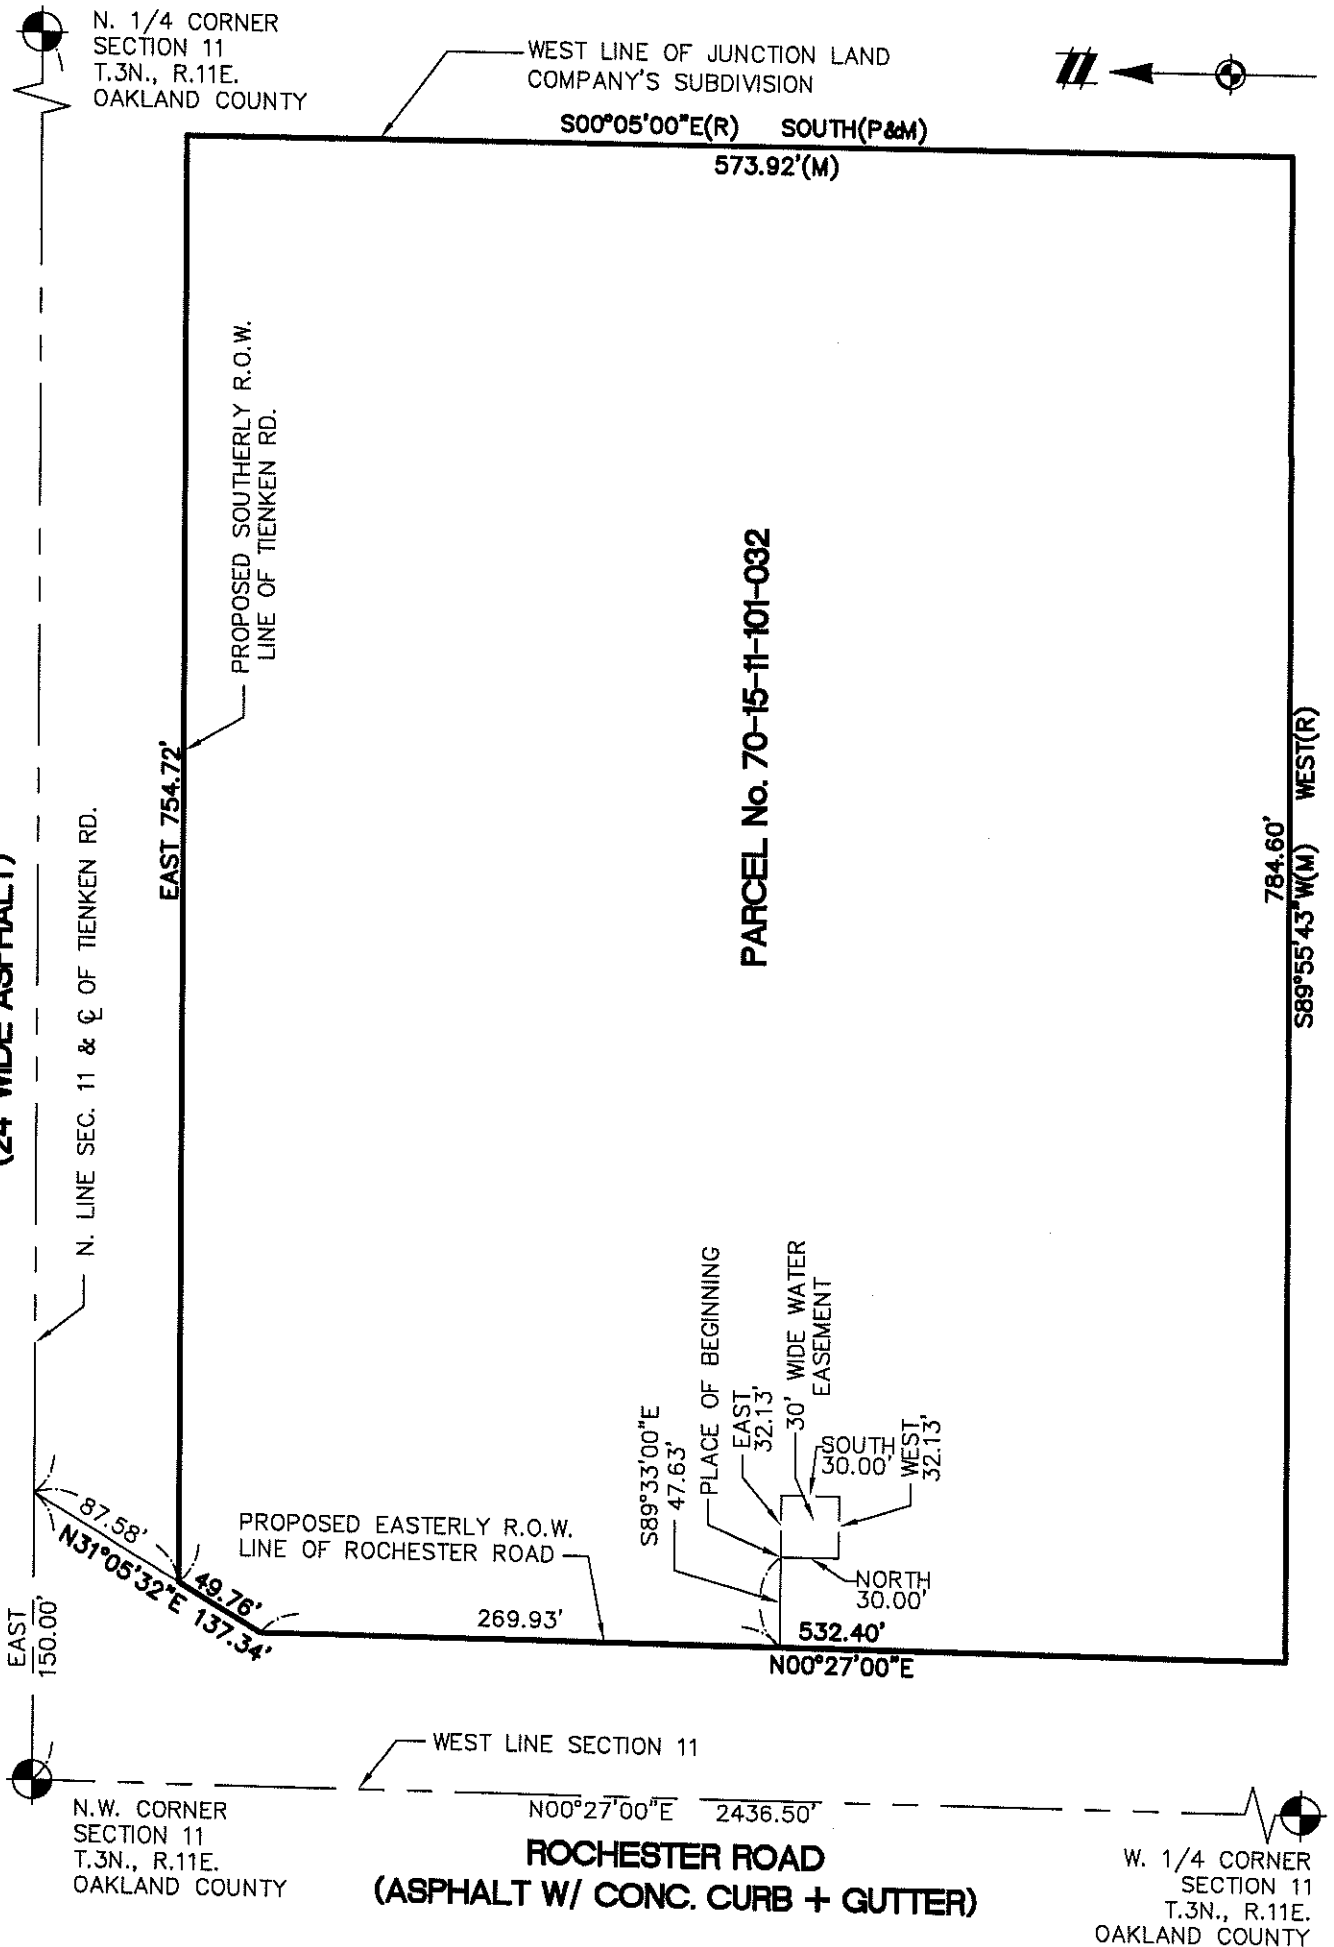 N. 1/4 CORNER
SECTION 11
T.3N., R.11E.
OAKLAND COUNTY
WEST LINE OF JUNCTION LAND
COMPANY'S SUBDIVISION
S00°05'00"E(R) SOUTH(P&M)
573.92'(M)
PROPOSED SOUTHERLY R.O.W.
LINE OF TIENKEN RD.
EAST 754.72'
N. LINE SEC. 11 & ℄ OF TIENKEN RD.
(24' WIDE ASPHALT)
PARCEL No. 70-15-11-101-032
784.60'
S89°55'43"W(M) WEST(R)
S89°33'00"E
47.63'
PLACE OF BEGINNING
EAST
32.13'
30' WIDE WATER
EASEMENT
SOUTH
30.00'
WEST
32.13'
NORTH
30.00'
87.58'
N31°05'32"E 137.34'
49.76'
EAST
150.00'
PROPOSED EASTERLY R.O.W.
LINE OF ROCHESTER ROAD
269.93'
532.40'
N00°27'00"E
WEST LINE SECTION 11
N00°27'00"E 2436.50'
N.W. CORNER
SECTION 11
T.3N., R.11E.
OAKLAND COUNTY
ROCHESTER ROAD
(ASPHALT W/ CONC. CURB + GUTTER)
W. 1/4 CORNER
SECTION 11
T.3N., R.11E.
OAKLAND COUNTY